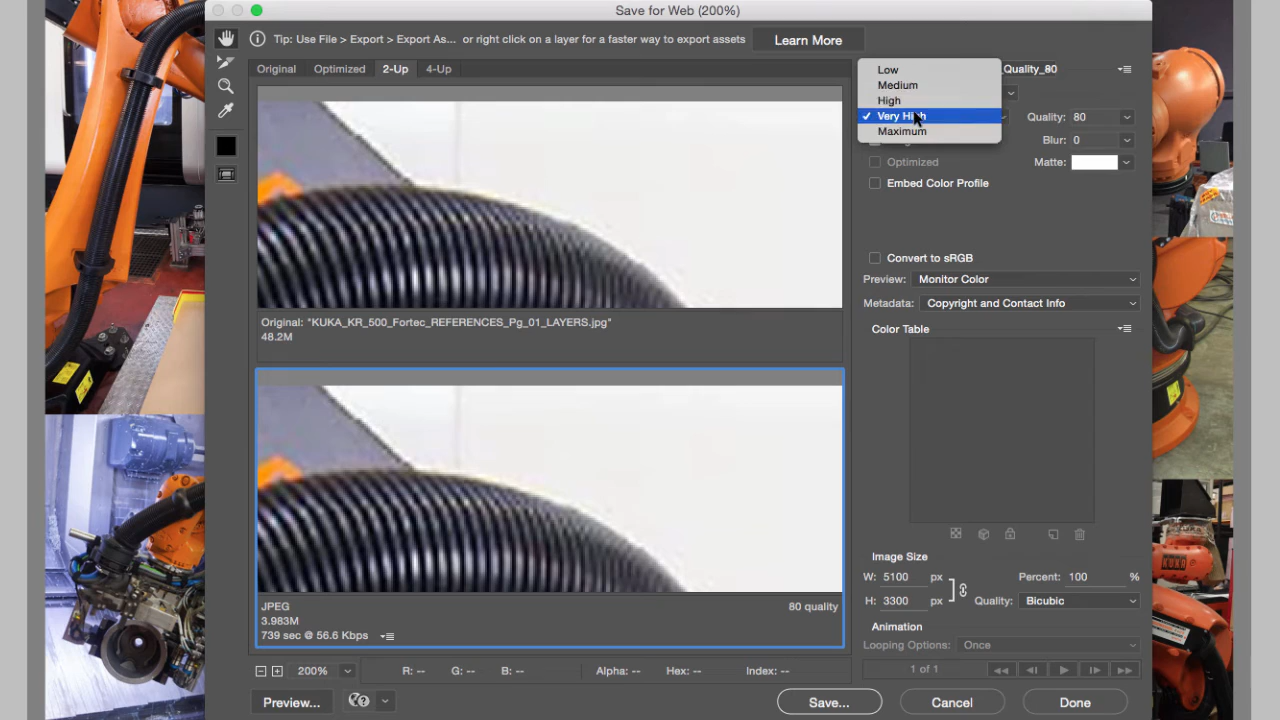 Save for Web (200%)
Tip: Use File > Export > Export As... or right click on a layer for a faster way to export assets
Learn More
Original
Optimized
2-Up
4-Up
Low
Medium
High
Very High
Maximum
_Quality_80
Quality: 80
Blur: 0
Optimized
Matte:
Embed Color Profile
Convert to sRGB
Preview: Monitor Color
Metadata: Copyright and Contact Info
Color Table
Original: "KUKA_KR_500_Fortec_REFERENCES_Pg_01_LAYERS.jpg"
48.2M
JPEG
80 quality
3.983M
739 sec @ 56.6 Kbps
Image Size
W: 5100 px
Percent: 100 %
H: 3300 px
Quality: Bicubic
Animation
Looping Options: Once
1 of 1
200%
R: --
G: --
B: --
Alpha: --
Hex: --
Index: --
Preview...
Save...
Cancel
Done
KUKA